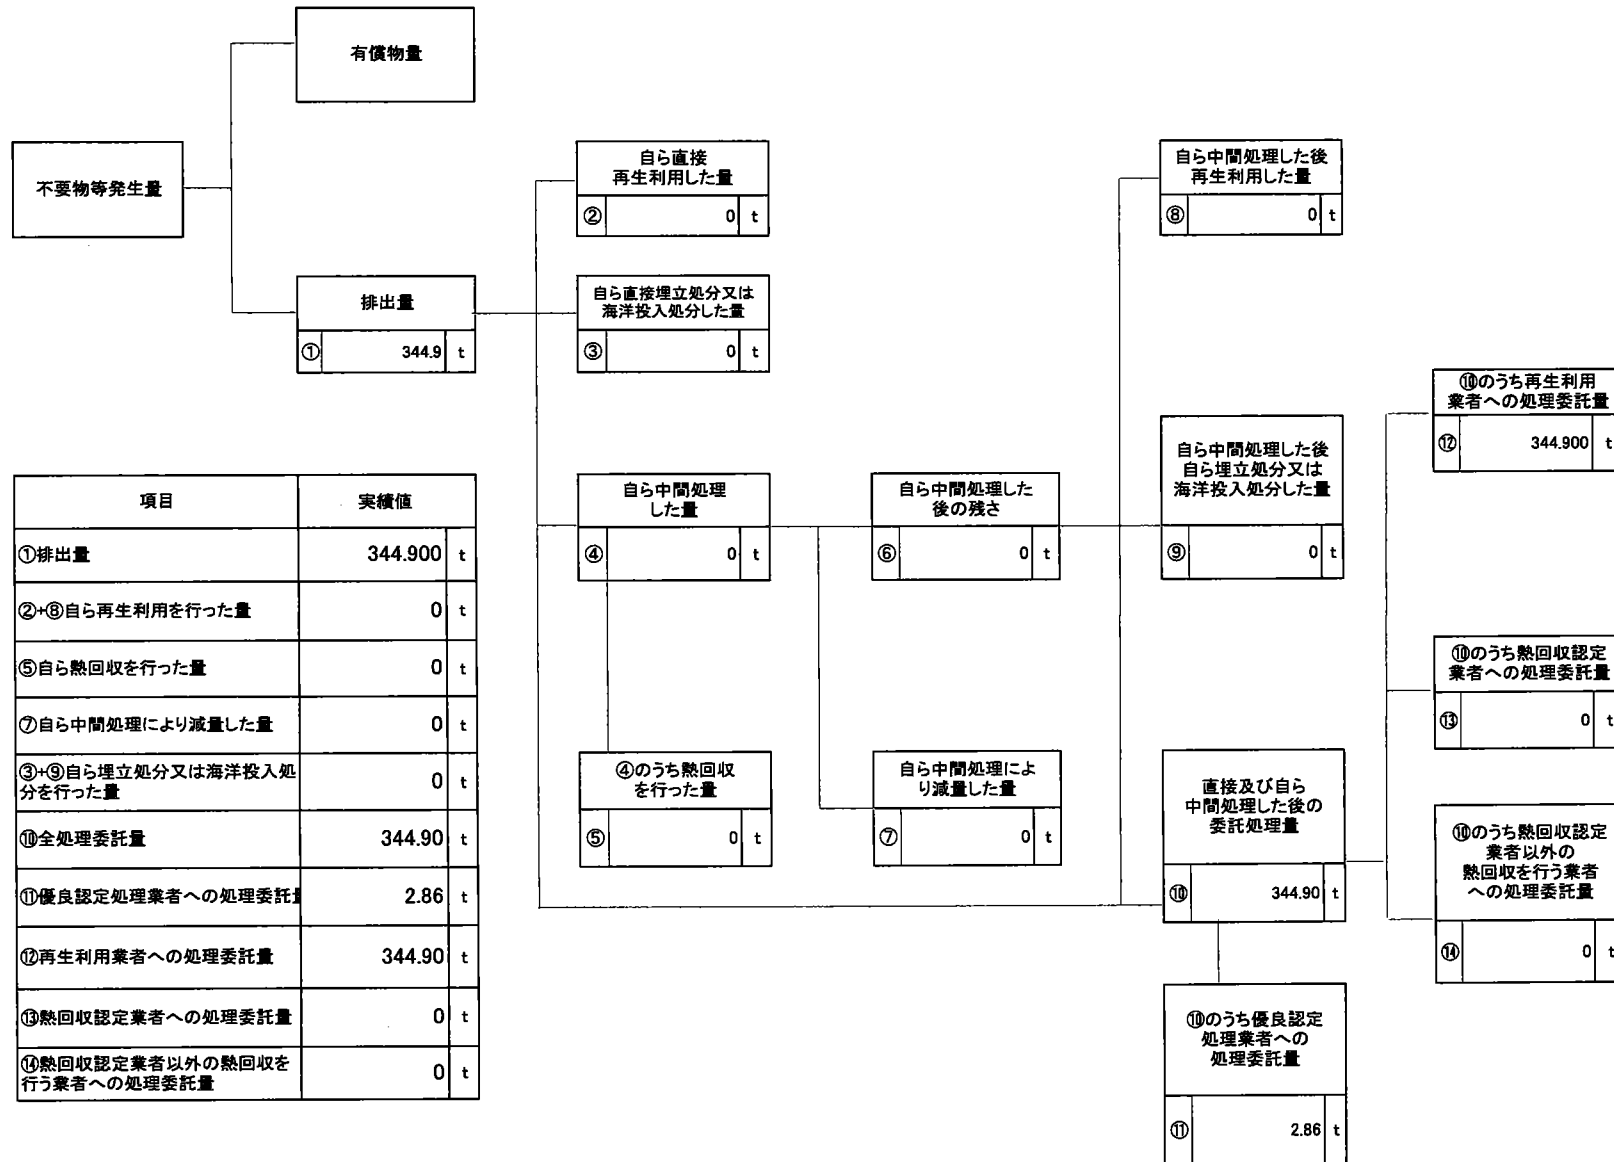 有償物量
不要物等発生量
排出量
① 344.9 t
自ら直接
再生利用した量
② 0 t
自ら直接埋立処分又は
海洋投入処分した量
③ 0 t
自ら中間処理
した量
④ 0 t
④のうち熱回収
を行った量
⑤ 0 t
自ら中間処理した
後の残さ
⑥ 0 t
自ら中間処理によ
り減量した量
⑦ 0 t
自ら中間処理した後
再生利用した量
⑧ 0 t
自ら中間処理した後
自ら埋立処分又は
海洋投入処分した量
⑨ 0 t
直接及び自ら
中間処理した後の
委託処理量
⑩ 344.90 t
⑩のうち優良認定
処理業者への
処理委託量
⑪ 2.86 t
⑩のうち再生利用
業者への処理委託量
⑫ 344.900 t
⑩のうち熱回収認定
業者への処理委託量
⑬ 0 t
⑩のうち熱回収認定
業者以外の
熱回収を行う業者
への処理委託量
⑭ 0 t
項目 実績値
①排出量 344.900 t
②+⑧自ら再生利用を行った量 0 t
⑤自ら熱回収を行った量 0 t
⑦自ら中間処理により減量した量 0 t
③+⑨自ら埋立処分又は海洋投入処
分を行った量 0 t
⑩全処理委託量 344.90 t
⑪優良認定処理業者への処理委託 2.86 t
⑫再生利用業者への処理委託量 344.90 t
⑬熱回収認定業者への処理委託量 0 t
⑭熱回収認定業者以外の熱回収を
行う業者への処理委託量 0 t